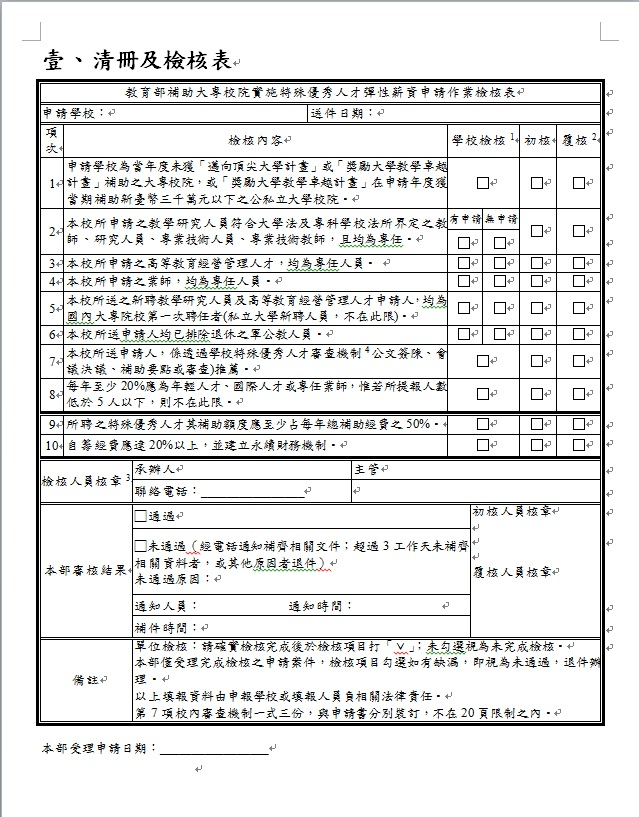 壹、清冊及檢核表
教育部補助大專校院實施特殊優秀人才彈性薪資申請作業檢核表
申請學校： 送件日期：
項次 檢核內容 學校檢核1 初核 覆核2
1 申請學校為當年度未獲「邁向頂尖大學計畫」或「獎勵大學教學卓越
計畫」補助之大專校院，或「獎勵大學教學卓越計畫」在申請年度獲
當期補助新臺幣三千萬元以下之公私立大學校院。
□ □ □
2 本校所申請之教學研究人員符合大學法及專科學校法所界定之教
師、研究人員、專業技術人員、專業技術教師，且均為專任。
有申請 無申請
□ □ □ □
3 本校所申請之高等教育經營管理人才，均為專任人員。 □ □ □ □
4 本校所申請之業師，均為專任人員。 □ □ □ □
5 本校所送之新聘教學研究人員及高等教育經營管理人才申請人，均為
國內大專院校第一次聘任者(私立大學新聘人員，不在此限)。
□ □ □ □
6 本校所送申請人均已排除退休之軍公教人員。 □ □ □ □
7 本校所送申請人，係透過學校特殊優秀人才審查機制4公文簽陳、會
議決議、補助要點或審查)推薦。
□ □ □
8 每年至少20%應為年輕人才、國際人才或專任業師，惟若所提報人數
低於5人以下，則不在此限。
□ □ □
9 所聘之特殊優秀人才其補助額度應至少占每年總補助經費之50%。 □ □ □
10 自籌經費應達20%以上，並建立永續財務機制。 □ □ □
檢核人員核章3 承辦人 主管
聯絡電話：
本部審核結果
□通過
□未通過（經電話通知補齊相關文件；超過3工作天未補齊
相關資料者，或其他原因者退件）
未通過原因：
通知人員： 通知時間：
補件時間：
初核人員核章
覆核人員核章
備註
單位檢核：請確實檢核完成後於檢核項目打「ˇ」；未勾選視為未完成檢核。
本部僅受理完成檢核之申請案件，檢核項目勾選如有缺漏，即視為未通過，退件辦
理。
以上填報資料由申報學校或填報人員負相關法律責任。
第7項校內審查機制一式三份，與申請書分別裝訂，不在20頁限制之內。
本部受理申請日期：